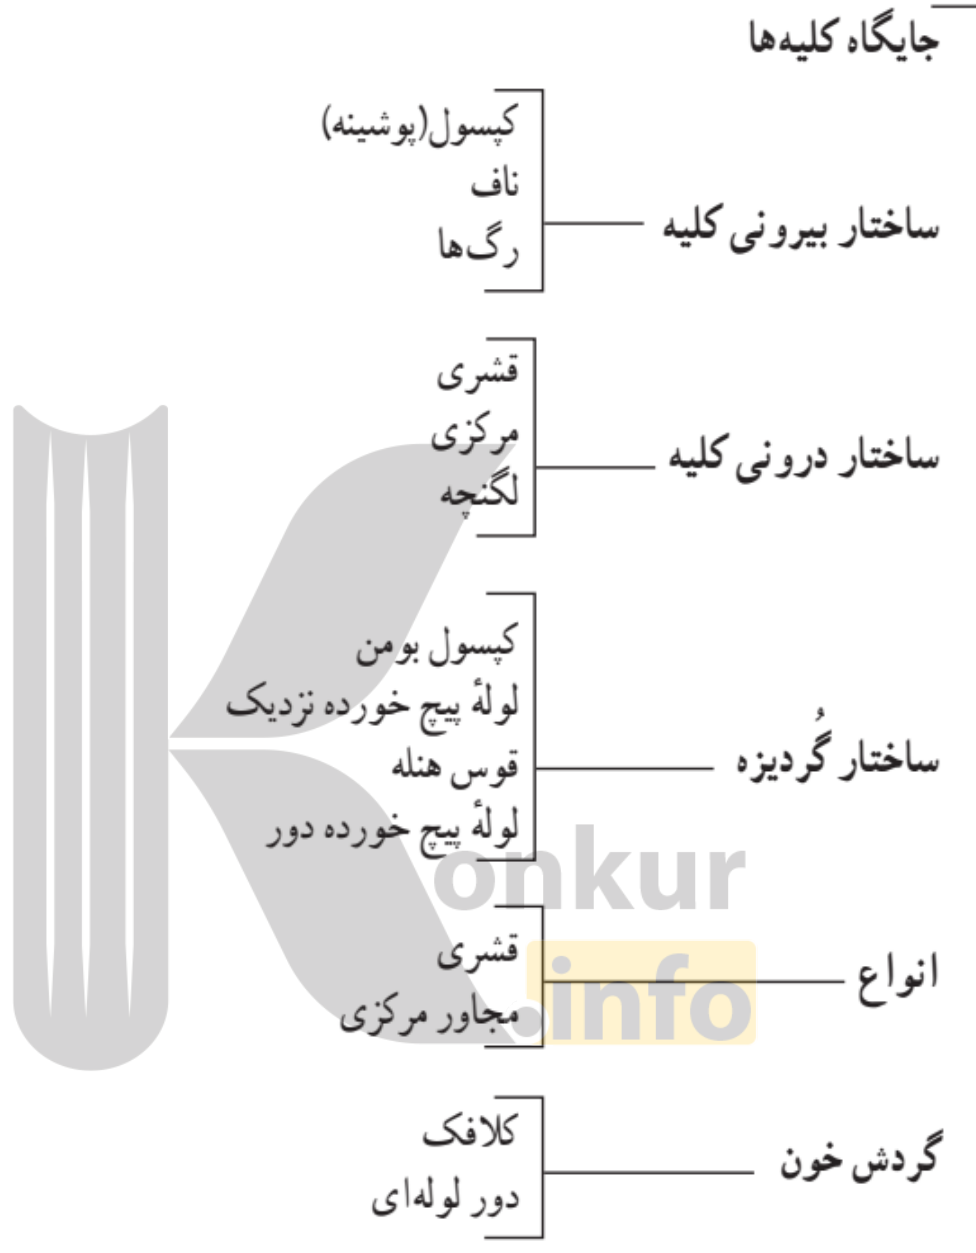 جایگاه کلیه‌ها
ساختار بیرونی کلیه
کپسول(پوشینه)
ناف
رگ‌ها
ساختار درونی کلیه
قشری
مرکزی
لگنچه
ساختار گُردیزه
کپسول بومن
لولهٔ پیچ خورده نزدیک
قوس هنله
لولهٔ پیچ خورده دور
onkur
.info
انواع
قشری
مجاور مرکزی
گردش خون
کلافک
دور لوله‌ای